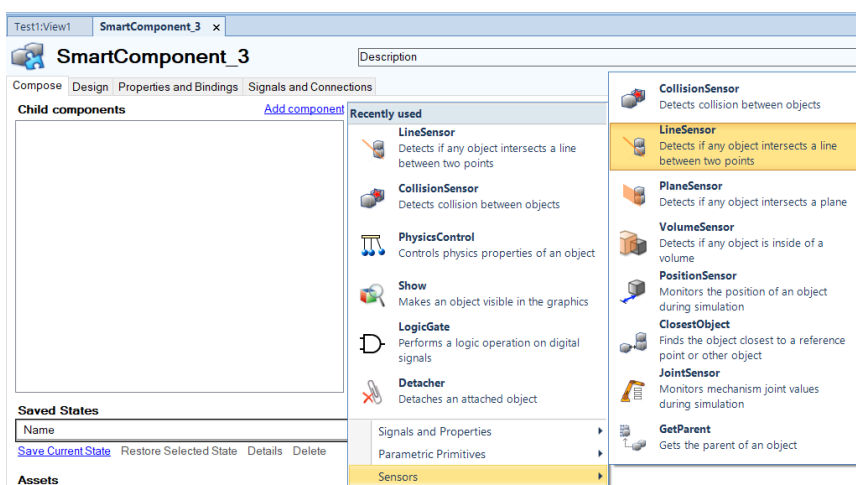 Test1:View1
SmartComponent_3 x
SmartComponent_3
Description
Compose Design Properties and Bindings Signals and Connections
Child components
Add component
Saved States
Name
Save Current State Restore Selected State Details Delete
Assets
Recently used
LineSensor
Detects if any object intersects a line
between two points
CollisionSensor
Detects collision between objects
PhysicsControl
Controls physics properties of an object
Show
Makes an object visible in the graphics
LogicGate
Performs a logic operation on digital
signals
Detacher
Detaches an attached object
Signals and Properties
Parametric Primitives
Sensors
CollisionSensor
Detects collision between objects
LineSensor
Detects if any object intersects a line
between two points
PlaneSensor
Detects if any object intersects a plane
VolumeSensor
Detects if any object is inside of a
volume
PositionSensor
Monitors the position of an object
during simulation
ClosestObject
Finds the object closest to a reference
point or other object
JointSensor
Monitors mechanism joint values
during simulation
GetParent
Gets the parent of an object